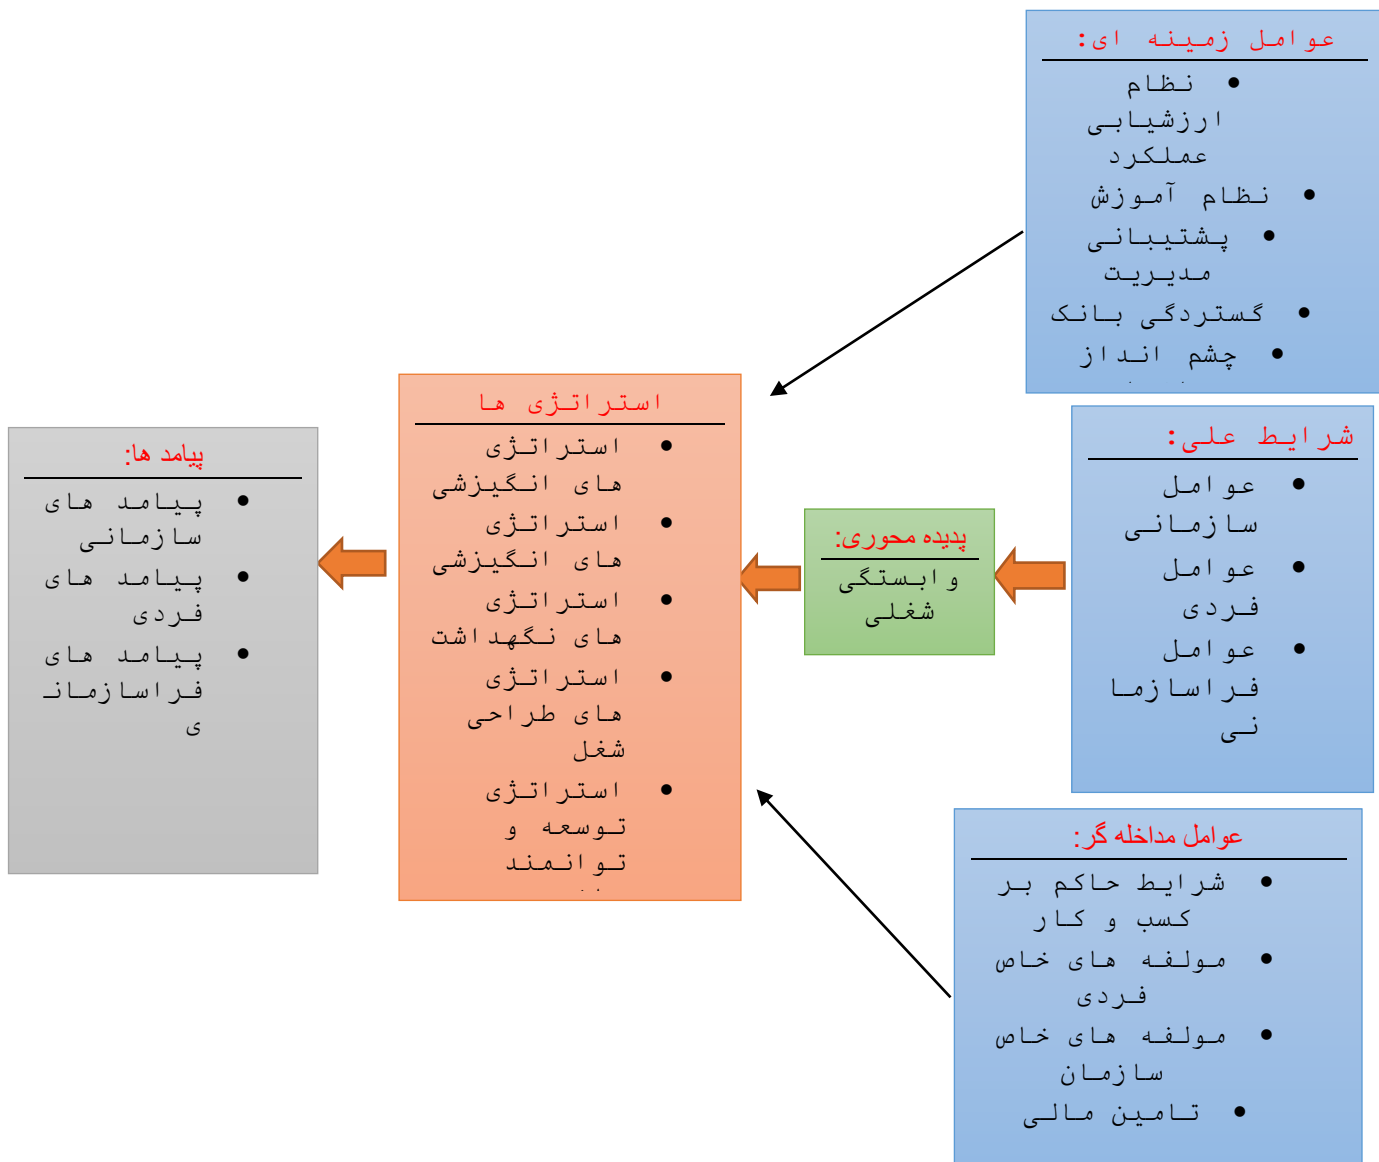 عوامل زمینه ای:
نظام
ارزشیابی
عملکرد
نظام آموزش
پشتیبانی
مدیریت
گستردگی بانک
چشم انداز
شرایط علی:
عوامل
سازمانی
عوامل
فردی
عوامل
فراسازما
نی
عوامل مداخله گر:
شرایط حاکم بر
کسب و کار
مولفه های خاص
فردی
مولفه های خاص
سازمان
تامین مالی
پدیده محوری:
وابستگی
شغلی
استراتژی ها
استراتژی
های انگیزشی
استراتژی
های انگیزشی
استراتژی
های نگهداشت
استراتژی
های طراحی
شغل
استراتژی
توسعه و
توانمند
پیامد ها:
پیامد های
سازمانی
پیامد های
فردی
پیامد های
فراسازمانـ
ی